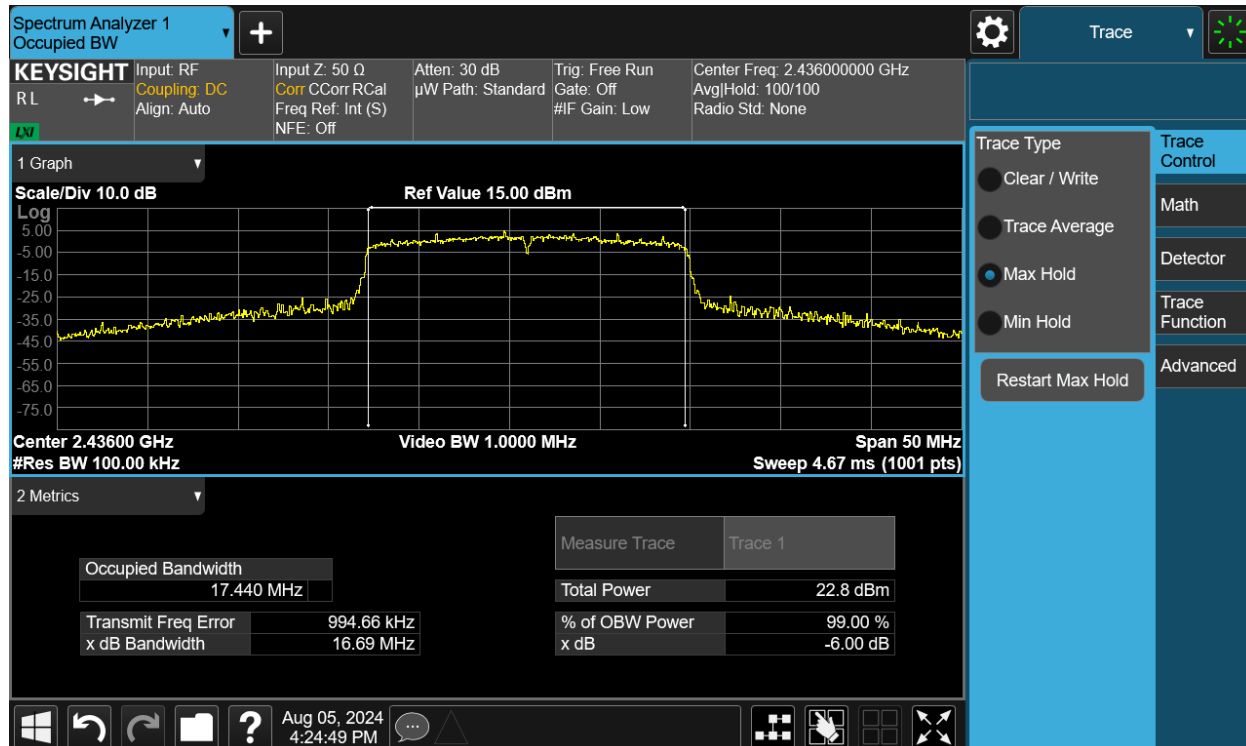 Spectrum Analyzer 1
Occupied BW
+
Trace
KEYSIGHT
R L
LXI
Input: RF
Coupling: DC
Align: Auto
Input Z: 50 Ω
Corr CCorr RCal
Freq Ref: Int (S)
NFE: Off
Atten: 30 dB
µW Path: Standard
Trig: Free Run
Gate: Off
#IF Gain: Low
Center Freq: 2.436000000 GHz
Avg|Hold: 100/100
Radio Std: None
1 Graph
Scale/Div 10.0 dB
Ref Value 15.00 dBm
Log
5.00
-5.00
-15.0
-25.0
-35.0
-45.0
-55.0
-65.0
-75.0
Center 2.43600 GHz
Video BW 1.0000 MHz
Span 50 MHz
#Res BW 100.00 kHz
Sweep 4.67 ms (1001 pts)
2 Metrics
Measure Trace Trace 1
Occupied Bandwidth
17.440 MHz
Total Power 22.8 dBm
Transmit Freq Error 994.66 kHz
% of OBW Power 99.00 %
x dB Bandwidth 16.69 MHz
x dB -6.00 dB
Trace Type
Clear / Write
Trace Average
Max Hold
Min Hold
Restart Max Hold
Trace
Control
Math
Detector
Trace
Function
Advanced
?
Aug 05, 2024
4:24:49 PM